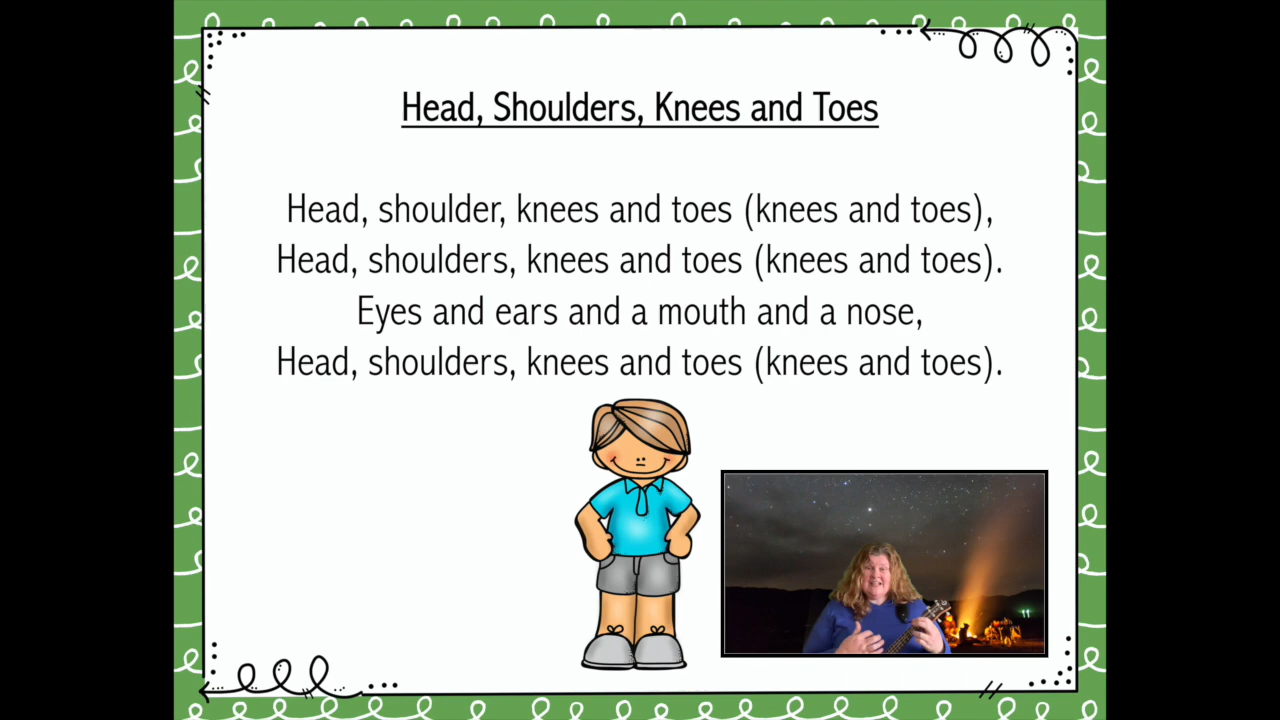 Head, Shoulders, Knees and Toes
Head, shoulder, knees and toes (knees and toes),
Head, shoulders, knees and toes (knees and toes).
Eyes and ears and a mouth and a nose,
Head, shoulders, knees and toes (knees and toes).